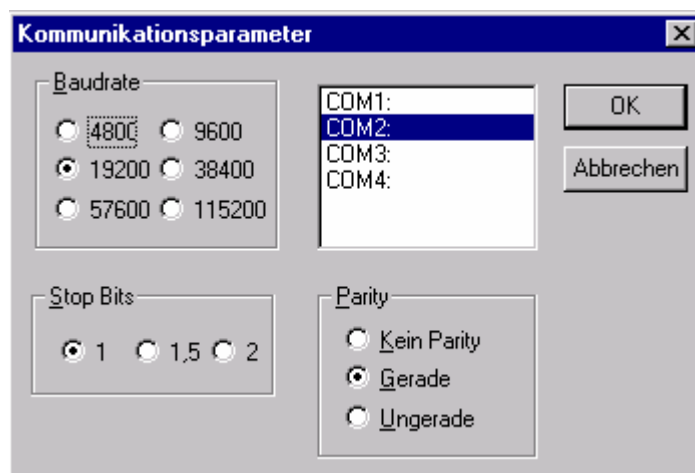 Kommunikationsparameter
Baudrate
4800 9600
19200 38400
57600 115200
COM1:
COM2:
COM3:
COM4:
OK
Abbrechen
Stop Bits
1 1,5 2
Parity
Kein Parity
Gerade
Ungerade